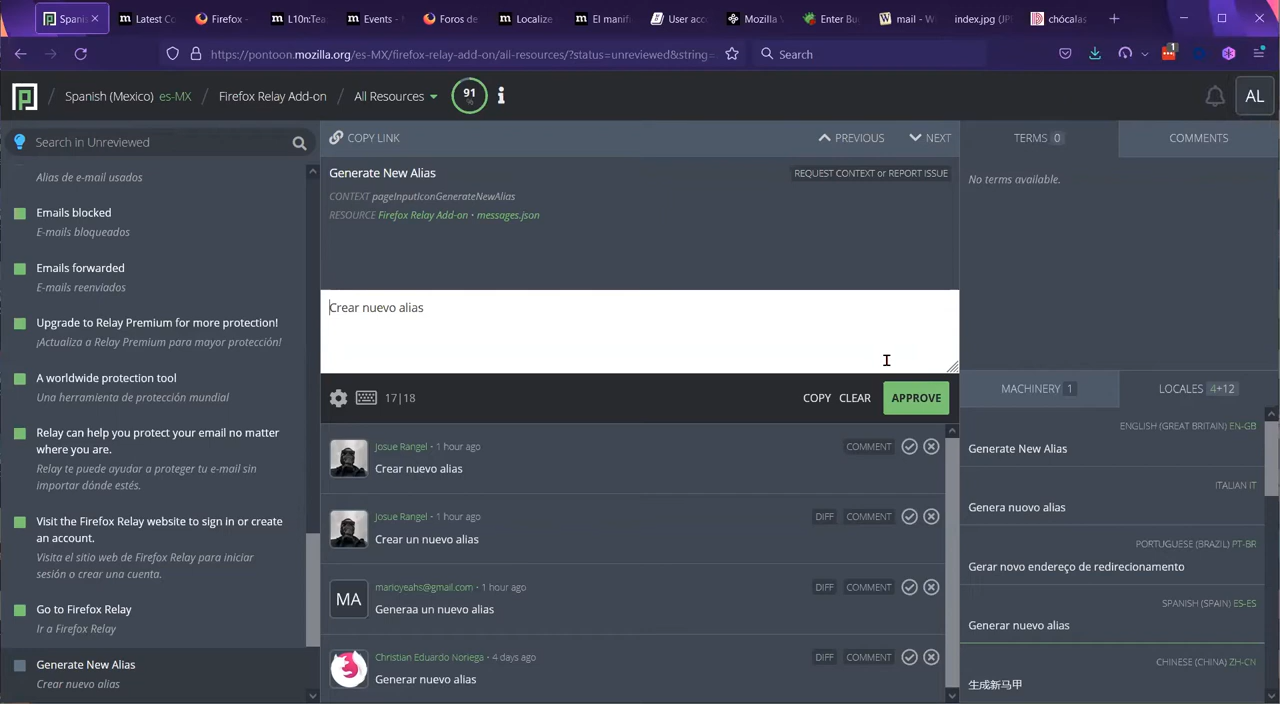 Spani
Latest Co
Firefox -
L10n:Tea
Events -
Foros de
Localize
El manifi
User acc
Mozilla V
Enter Bu
mail - W
index.jpg (JP
chócalas
https://pontoon.mozilla.org/es-MX/firefox-relay-add-on/all-resources/?status=unreviewed&string=
Search
1
Spanish (Mexico) es-MX
Firefox Relay Add-on
All Resources
91
%
AL
Search in Unreviewed
Alias de e-mail usados
Emails blocked
E-mails bloqueados
Emails forwarded
E-mails reenviados
Upgrade to Relay Premium for more protection!
¡Actualiza a Relay Premium para mayor protección!
A worldwide protection tool
Una herramienta de protección mundial
Relay can help you protect your email no matter
where you are.
Relay te puede ayudar a proteger tu e-mail sin
importar dónde estés.
Visit the Firefox Relay website to sign in or create
an account.
Visita el sitio web de Firefox Relay para iniciar
sesión o crear una cuenta.
Go to Firefox Relay
Ir a Firefox Relay
Generate New Alias
Crear nuevo alias
COPY LINK
PREVIOUS
NEXT
Generate New Alias
REQUEST CONTEXT or REPORT ISSUE
CONTEXT pageInputIconGenerateNewAlias
RESOURCE Firefox Relay Add-on • messages.json
Crear nuevo alias
17|18
COPY
CLEAR
APPROVE
Josue Rangel • 1 hour ago
COMMENT
Crear nuevo alias
Josue Rangel • 1 hour ago
DIFF
COMMENT
Crear un nuevo alias
MA
marioyeahs@gmail.com • 1 hour ago
DIFF
COMMENT
Generaa un nuevo alias
Christian Eduardo Noriega • 4 days ago
DIFF
COMMENT
Generar nuevo alias
TERMS 0
COMMENTS
No terms available.
MACHINERY 1
LOCALES 4+12
ENGLISH (GREAT BRITAIN) EN-GB
Generate New Alias
ITALIAN IT
Genera nuovo alias
PORTUGUESE (BRAZIL) PT-BR
Gerar novo endereço de redirecionamento
SPANISH (SPAIN) ES-ES
Generar nuevo alias
CHINESE (CHINA) ZH-CN
生成新马甲